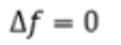 Δf = 0